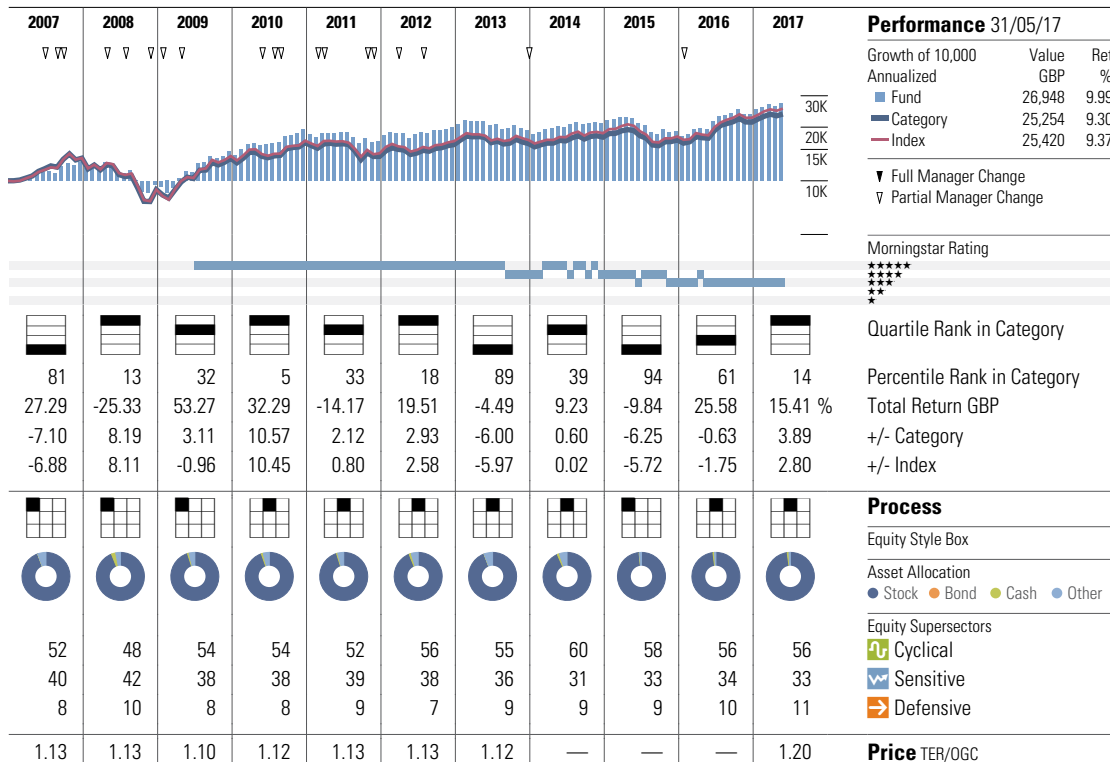 2007 2008 2009 2010 2011 2012 2013 2014 2015 2016 2017
Performance 31/05/17
Growth of 10,000 Value Ret
Annualized GBP %
Fund 26,948 9.99
Category 25,254 9.30
Index 25,420 9.37
Full Manager Change
Partial Manager Change
30K
20K
15K
10K
Morningstar Rating
★★★★★
★★★★
★★★
★★
★
Quartile Rank in Category
81 13 32 5 33 18 89 39 94 61 14 Percentile Rank in Category
27.29 -25.33 53.27 32.29 -14.17 19.51 -4.49 9.23 -9.84 25.58 15.41 % Total Return GBP
-7.10 8.19 3.11 10.57 2.12 2.93 -6.00 0.60 -6.25 -0.63 3.89 +/- Category
-6.88 8.11 -0.96 10.45 0.80 2.58 -5.97 0.02 -5.72 -1.75 2.80 +/- Index
Process
Equity Style Box
Asset Allocation
Stock Bond Cash Other
Equity Supersectors
52 48 54 54 52 56 55 60 58 56 56 Cyclical
40 42 38 38 39 38 36 31 33 34 33 Sensitive
8 10 8 8 9 7 9 9 9 10 11 Defensive
1.13 1.13 1.10 1.12 1.13 1.13 1.12 — — — 1.20 Price TER/OGC